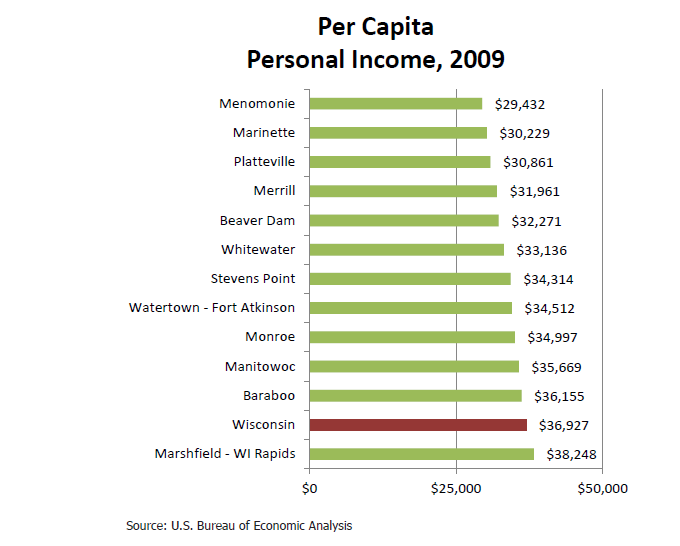 Per Capita
Personal Income, 2009
Menomonie $29,432
Marinette $30,229
Platteville $30,861
Merrill $31,961
Beaver Dam $32,271
Whitewater $33,136
Stevens Point $34,314
Watertown - Fort Atkinson $34,512
Monroe $34,997
Manitowoc $35,669
Baraboo $36,155
Wisconsin $36,927
Marshfield - WI Rapids $38,248
$0 $25,000 $50,000
Source: U.S. Bureau of Economic Analysis